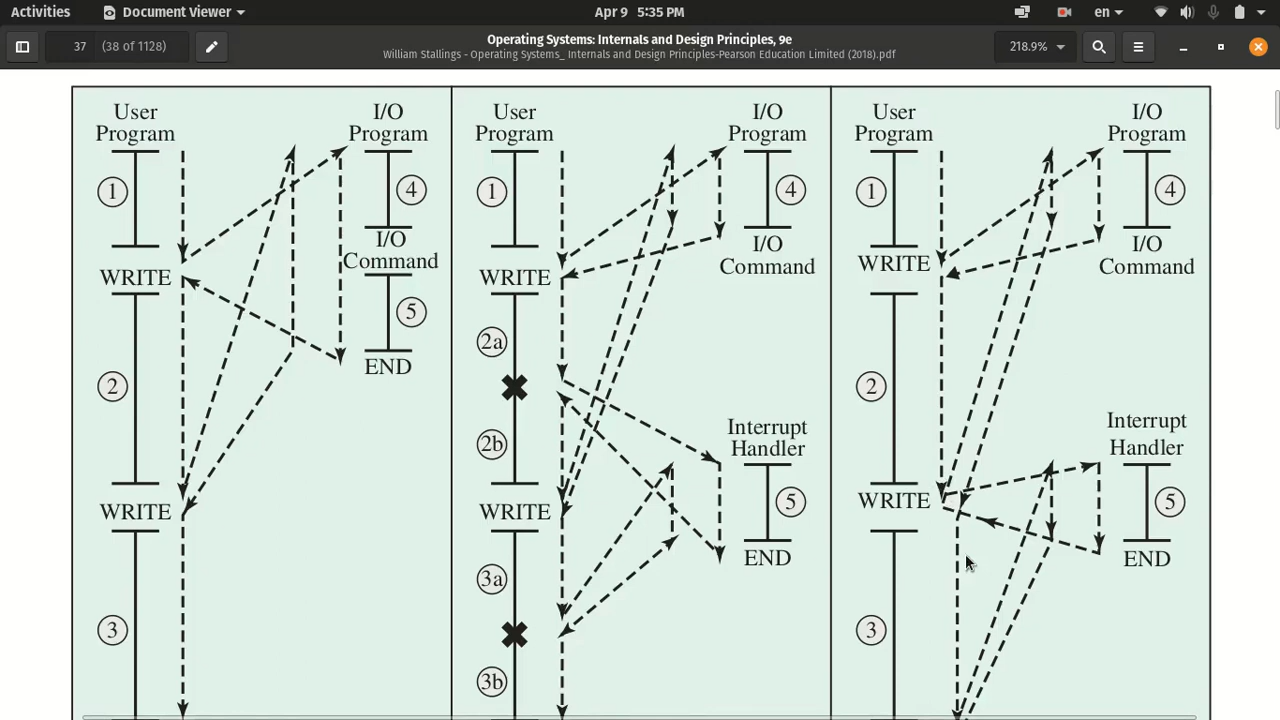 Activities
Document Viewer
Apr 9 5:35 PM
en
37
(38 of 1128)
Operating Systems: Internals and Design Principles, 9e
William Stallings - Operating Systems_ Internals and Design Principles-Pearson Education Limited (2018).pdf
218.9%
User
Program
I/O
Program
1
4
I/O
Command
WRITE
5
END
2
WRITE
3
User
Program
I/O
Program
1
4
I/O
Command
WRITE
2a
2b
Interrupt
Handler
5
WRITE
END
3a
3b
User
Program
I/O
Program
1
4
I/O
Command
WRITE
2
Interrupt
Handler
WRITE
5
END
3